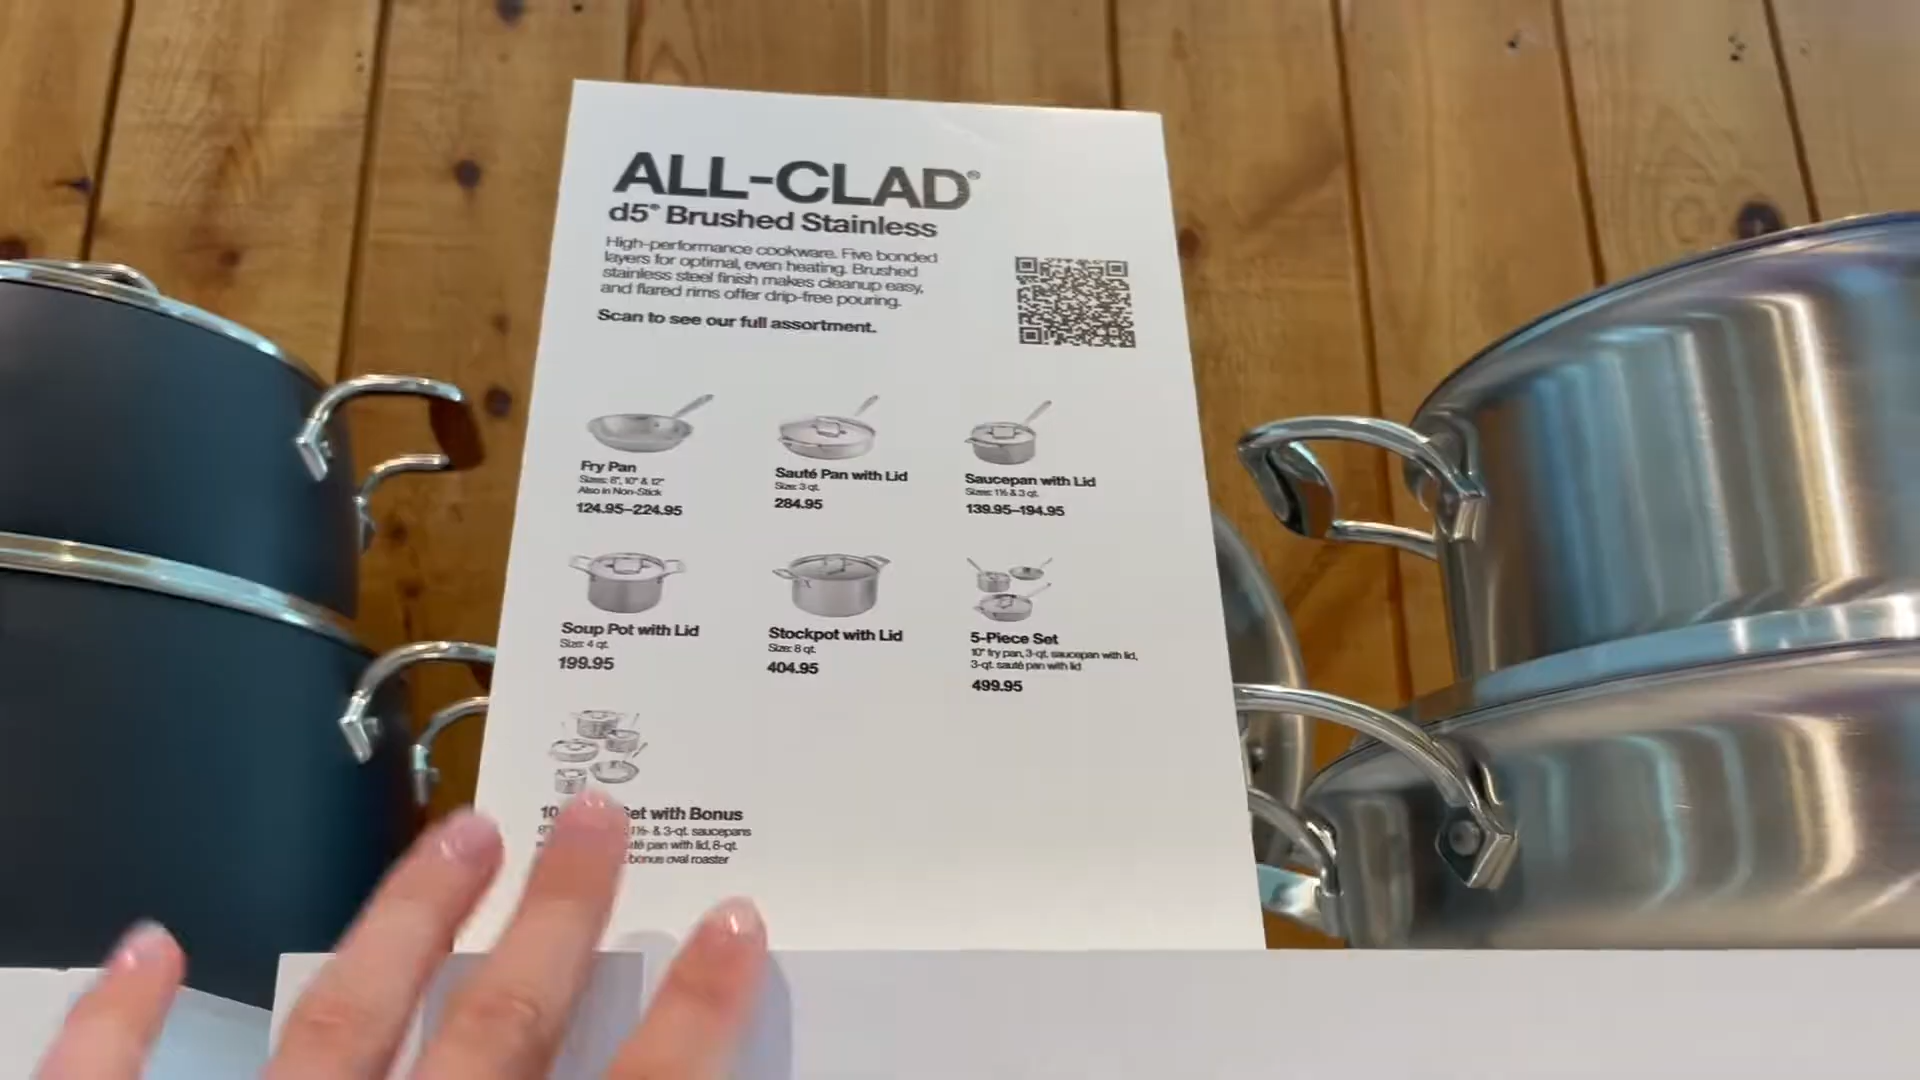 ALL-CLAD®
d5® Brushed Stainless
High-performance cookware. Five bonded
layers for optimal, even heating. Brushed
stainless steel finish makes cleanup easy,
and flared rims offer drip-free pouring.
Scan to see our full assortment.
Fry Pan
Sizes: 8", 10" & 12"
Also in Non-Stick
124.95–224.95
Sauté Pan with Lid
Size: 3 qt.
284.95
Saucepan with Lid
Sizes: 1½ & 3 qt.
139.95–194.95
Soup Pot with Lid
Size: 4 qt.
199.95
Stockpot with Lid
Size: 8 qt.
404.95
5-Piece Set
10" fry pan, 3-qt. saucepan with lid,
3-qt. sauté pan with lid
499.95
10 Set with Bonus
1½- & 3-qt. saucepans
pan with lid, 8-qt.
bonus oval roaster